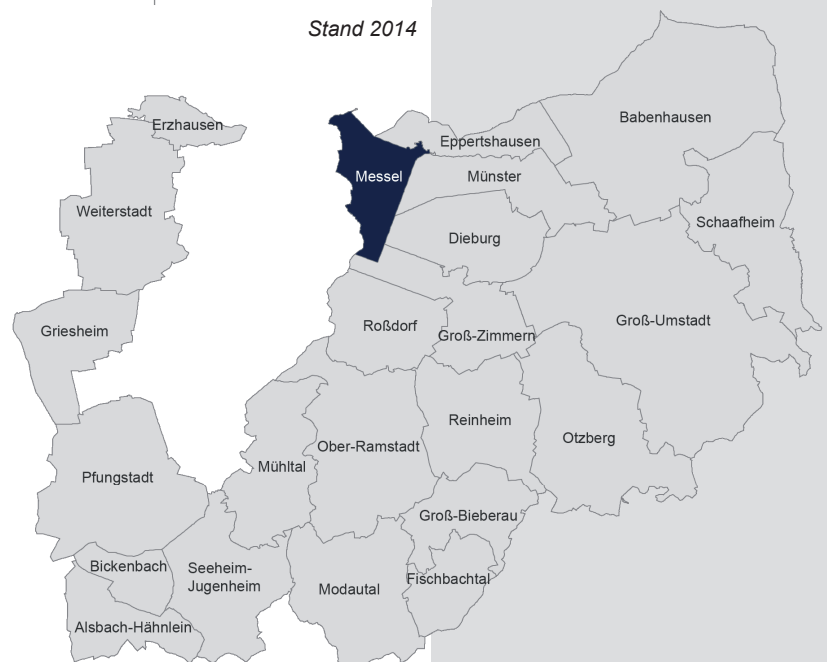 Stand 2014
Erzhausen
Babenhausen
Eppertshausen
Messel
Münster
Weiterstadt
Schaafheim
Dieburg
Groß-Umstadt
Roßdorf
Griesheim
Groß-Zimmern
Reinheim
Otzberg
Ober-Ramstadt
Mühltal
Pfungstadt
Groß-Bieberau
Bickenbach
Seeheim-
Jugenheim
Fischbachtal
Modautal
Alsbach-Hähnlein